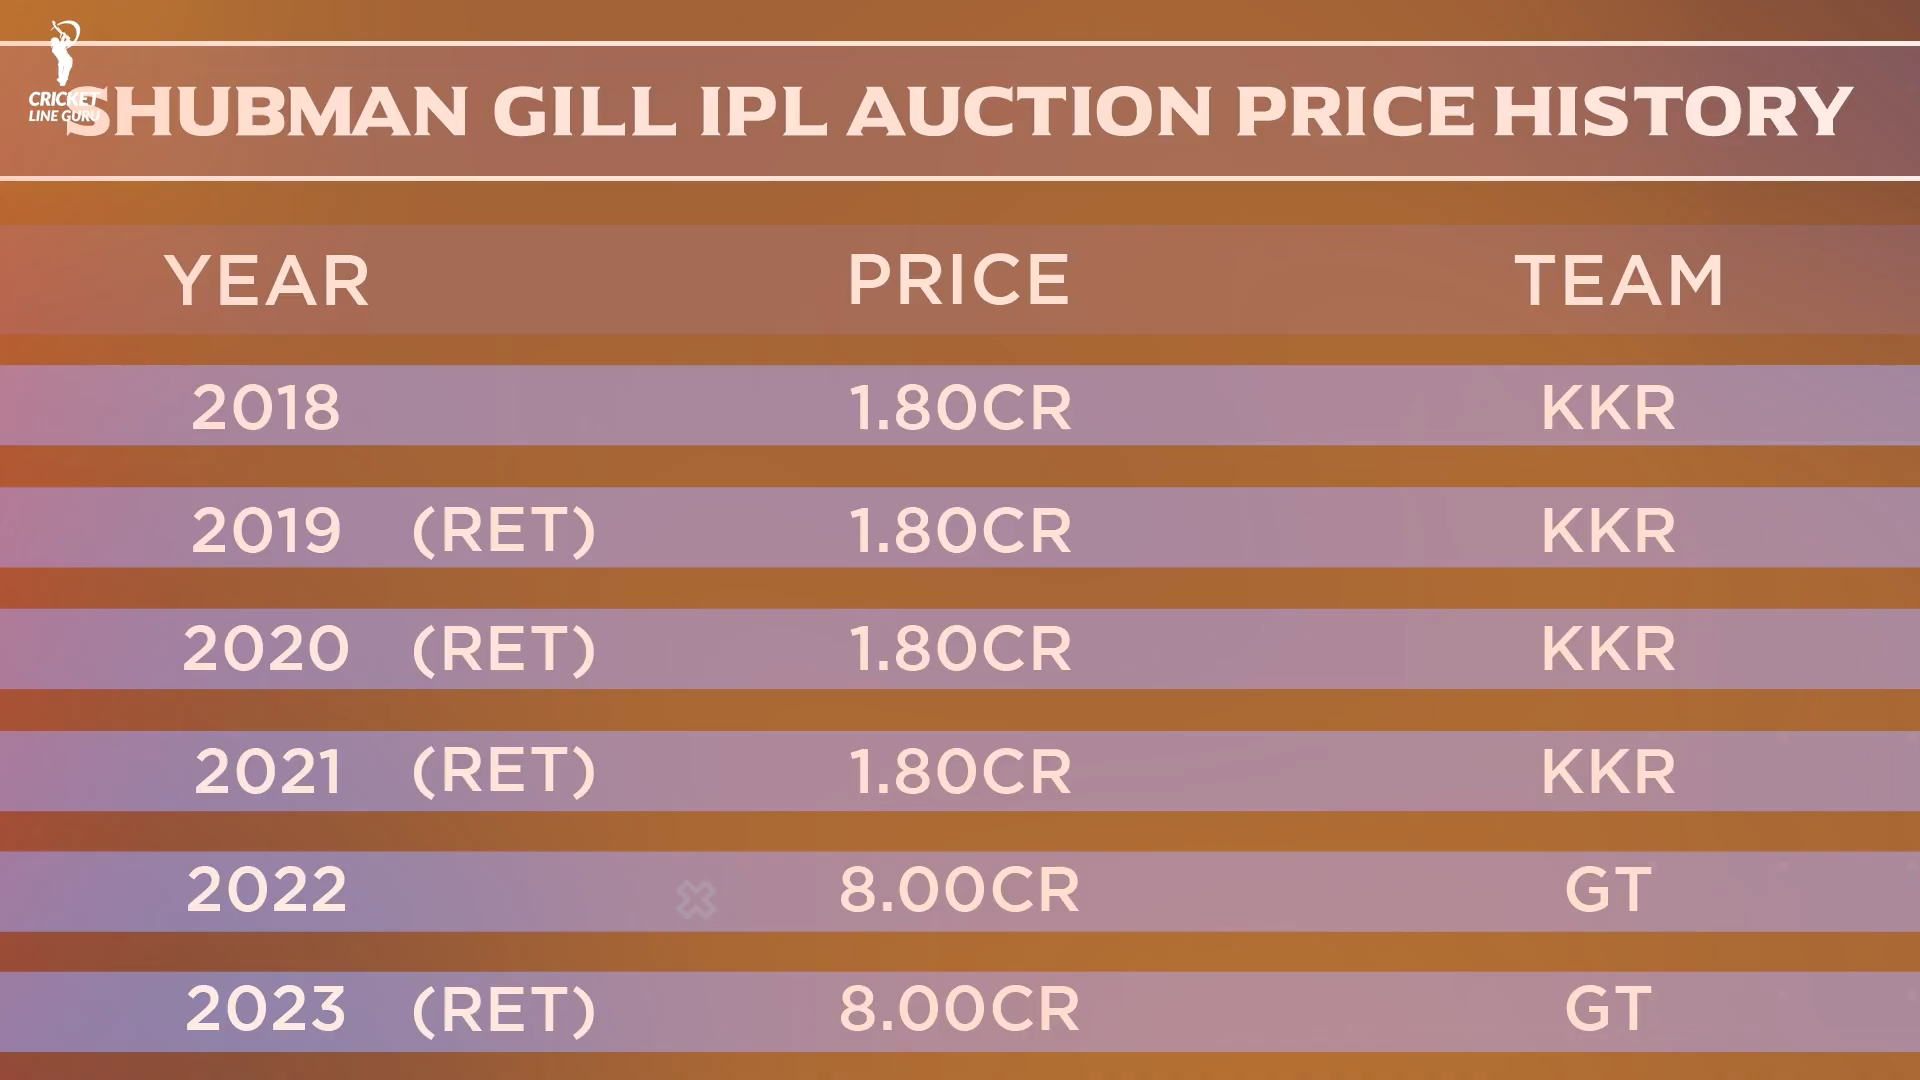 CRICKET
LINE GURU
SHUBMAN GILL IPL AUCTION PRICE HISTORY
YEAR PRICE TEAM
2018 1.80CR KKR
2019 (RET) 1.80CR KKR
2020 (RET) 1.80CR KKR
2021 (RET) 1.80CR KKR
2022 8.00CR GT
2023 (RET) 8.00CR GT